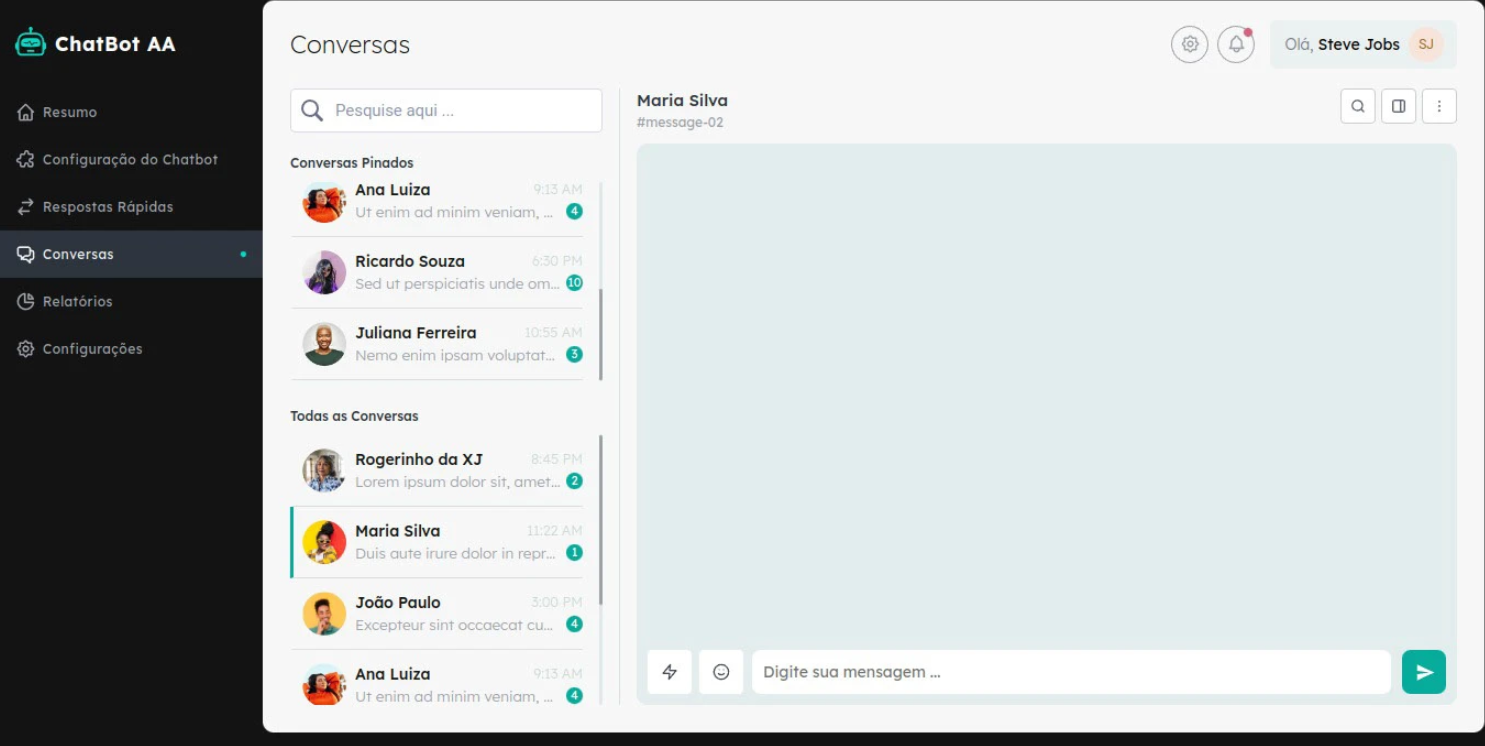 ChatBot AA
Resumo
Configuração do Chatbot
Respostas Rápidas
Conversas
Relatórios
Configurações
Conversas
Olá, Steve Jobs SJ
Pesquise aqui ...
Conversas Pinados
Ana Luiza 9:13 AM
Ut enim ad minim veniam, ... 4
Ricardo Souza 6:30 PM
Sed ut perspiciatis unde om... 10
Juliana Ferreira 10:55 AM
Nemo enim ipsam voluptat... 3
Todas as Conversas
Rogerinho da XJ 8:45 PM
Lorem ipsum dolor sit, amet... 2
Maria Silva 11:22 AM
Duis aute irure dolor in repr... 1
João Paulo 3:00 PM
Excepteur sint occaecat cu... 4
Ana Luiza 9:13 AM
Ut enim ad minim veniam, ... 4
Maria Silva
#message-02
Digite sua mensagem ...